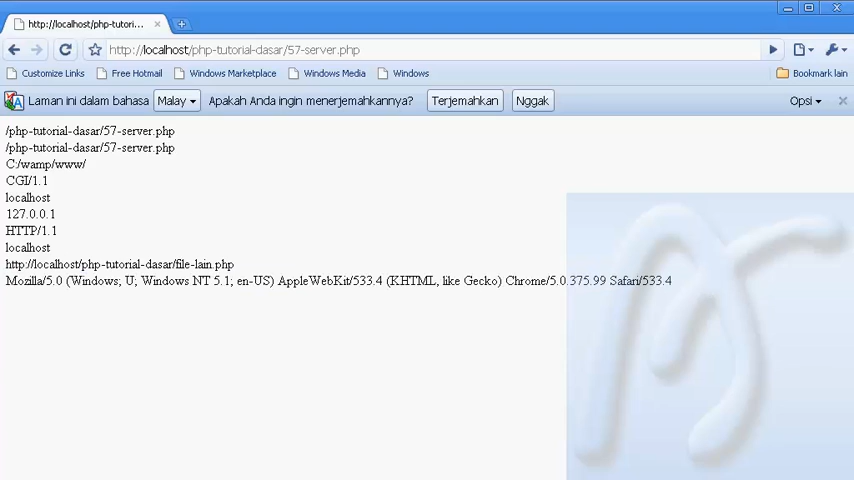 http://localhost/php-tutori...
http://localhost/php-tutorial-dasar/57-server.php
Customize Links Free Hotmail Windows Marketplace Windows Media Windows Bookmark lain
Laman ini dalam bahasa Malay Apakah Anda ingin menerjemahkannya? Terjemahkan Nggak Opsi
/php-tutorial-dasar/57-server.php
/php-tutorial-dasar/57-server.php
C:/wamp/www/
CGI/1.1
localhost
127.0.0.1
HTTP/1.1
localhost
http://localhost/php-tutorial-dasar/file-lain.php
Mozilla/5.0 (Windows; U; Windows NT 5.1; en-US) AppleWebKit/533.4 (KHTML, like Gecko) Chrome/5.0.375.99 Safari/533.4